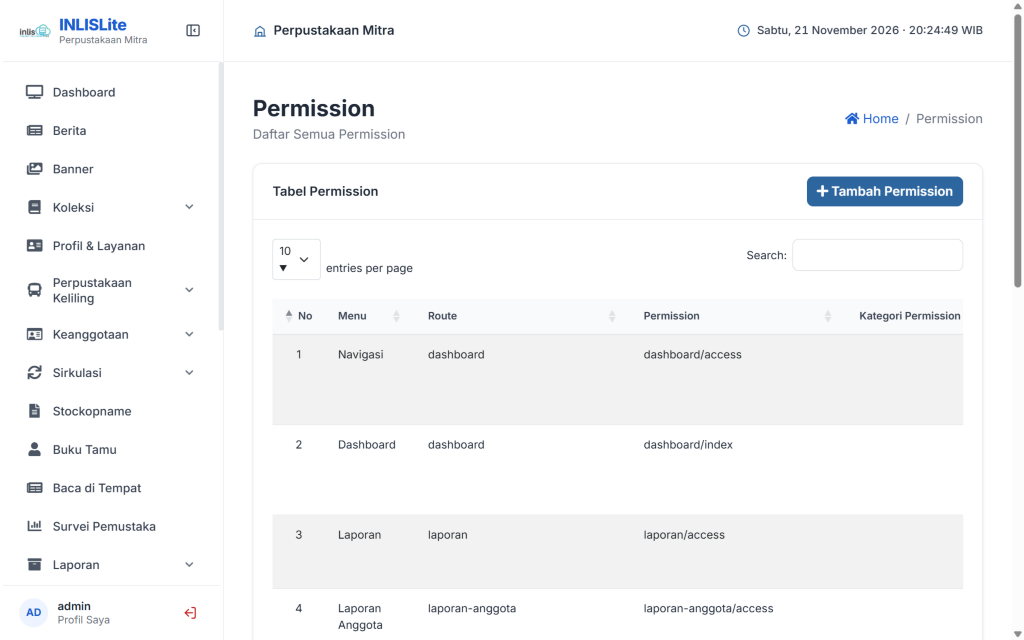 inlis
INLISLite
Perpustakaan Mitra
Perpustakaan Mitra
Sabtu, 21 November 2026 · 20:24:49 WIB
Dashboard
Berita
Banner
Koleksi
Profil & Layanan
Perpustakaan
Keliling
Keanggotaan
Sirkulasi
Stockopname
Buku Tamu
Baca di Tempat
Survei Pemustaka
Laporan
AD
admin
Profil Saya
Permission
Daftar Semua Permission
Home / Permission
Tabel Permission
Tambah Permission
10
entries per page
Search:
No Menu Route Permission Kategori Permission
1 Navigasi dashboard dashboard/access
2 Dashboard dashboard dashboard/index
3 Laporan laporan laporan/access
4 Laporan laporan-anggota laporan-anggota/access
Anggota